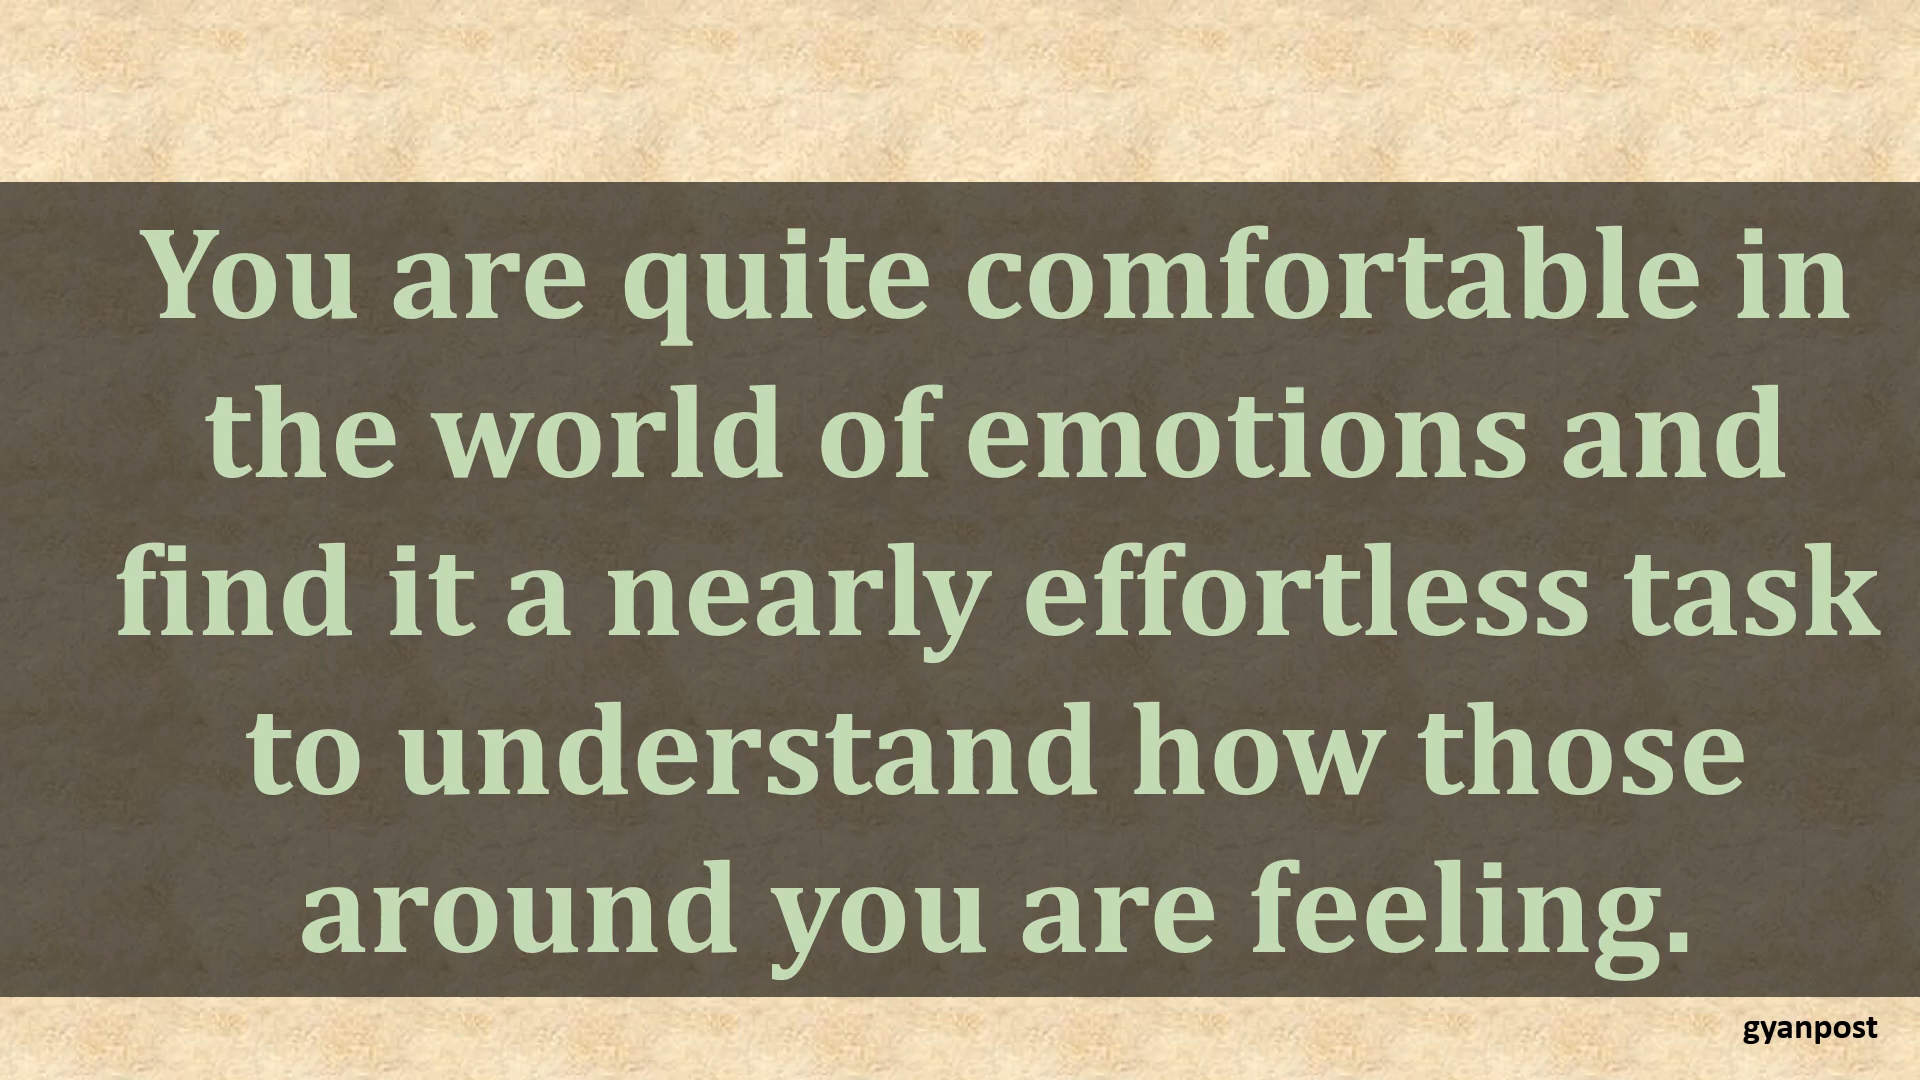 You are quite comfortable in
the world of emotions and
find it a nearly effortless task
to understand how those
around you are feeling.
gyanpost